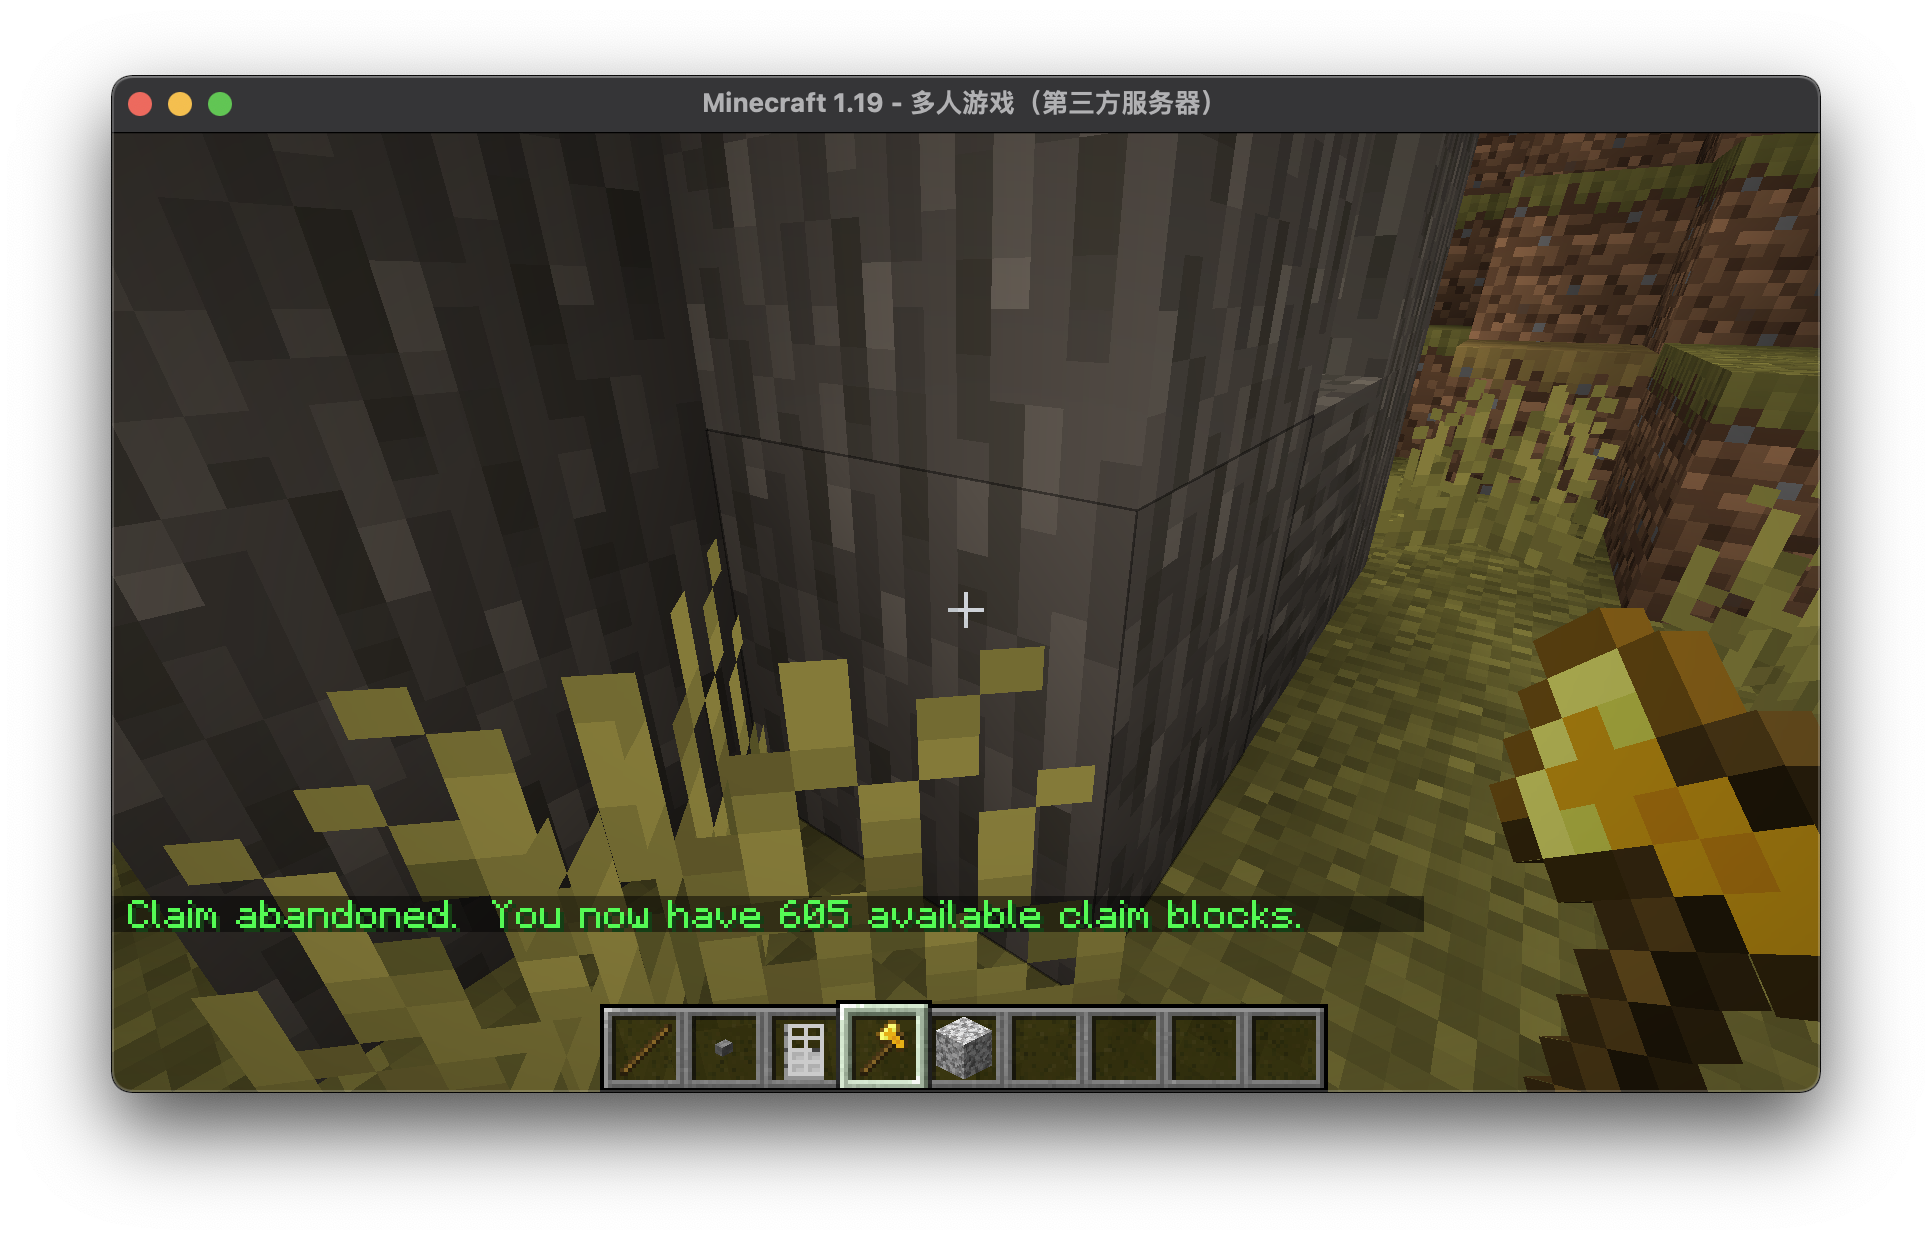 Minecraft 1.19 - 多人游戏（第三方服务器）
Claim abandoned.  You now have 605 available claim blocks.